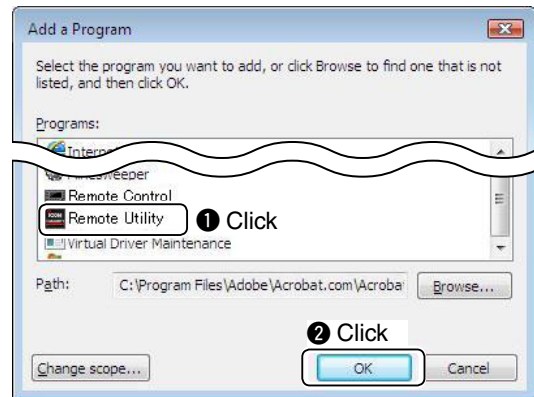 Add a Program
Select the program you want to add, or click Browse to find one that is not
listed, and then click OK.
Programs:
Remote Control
Remote Utility
❶ Click
Virtual Driver Maintenance
Path: C:\Program Files\Adobe\Acrobat.com\Acroba Browse...
❷ Click
Change scope... OK Cancel